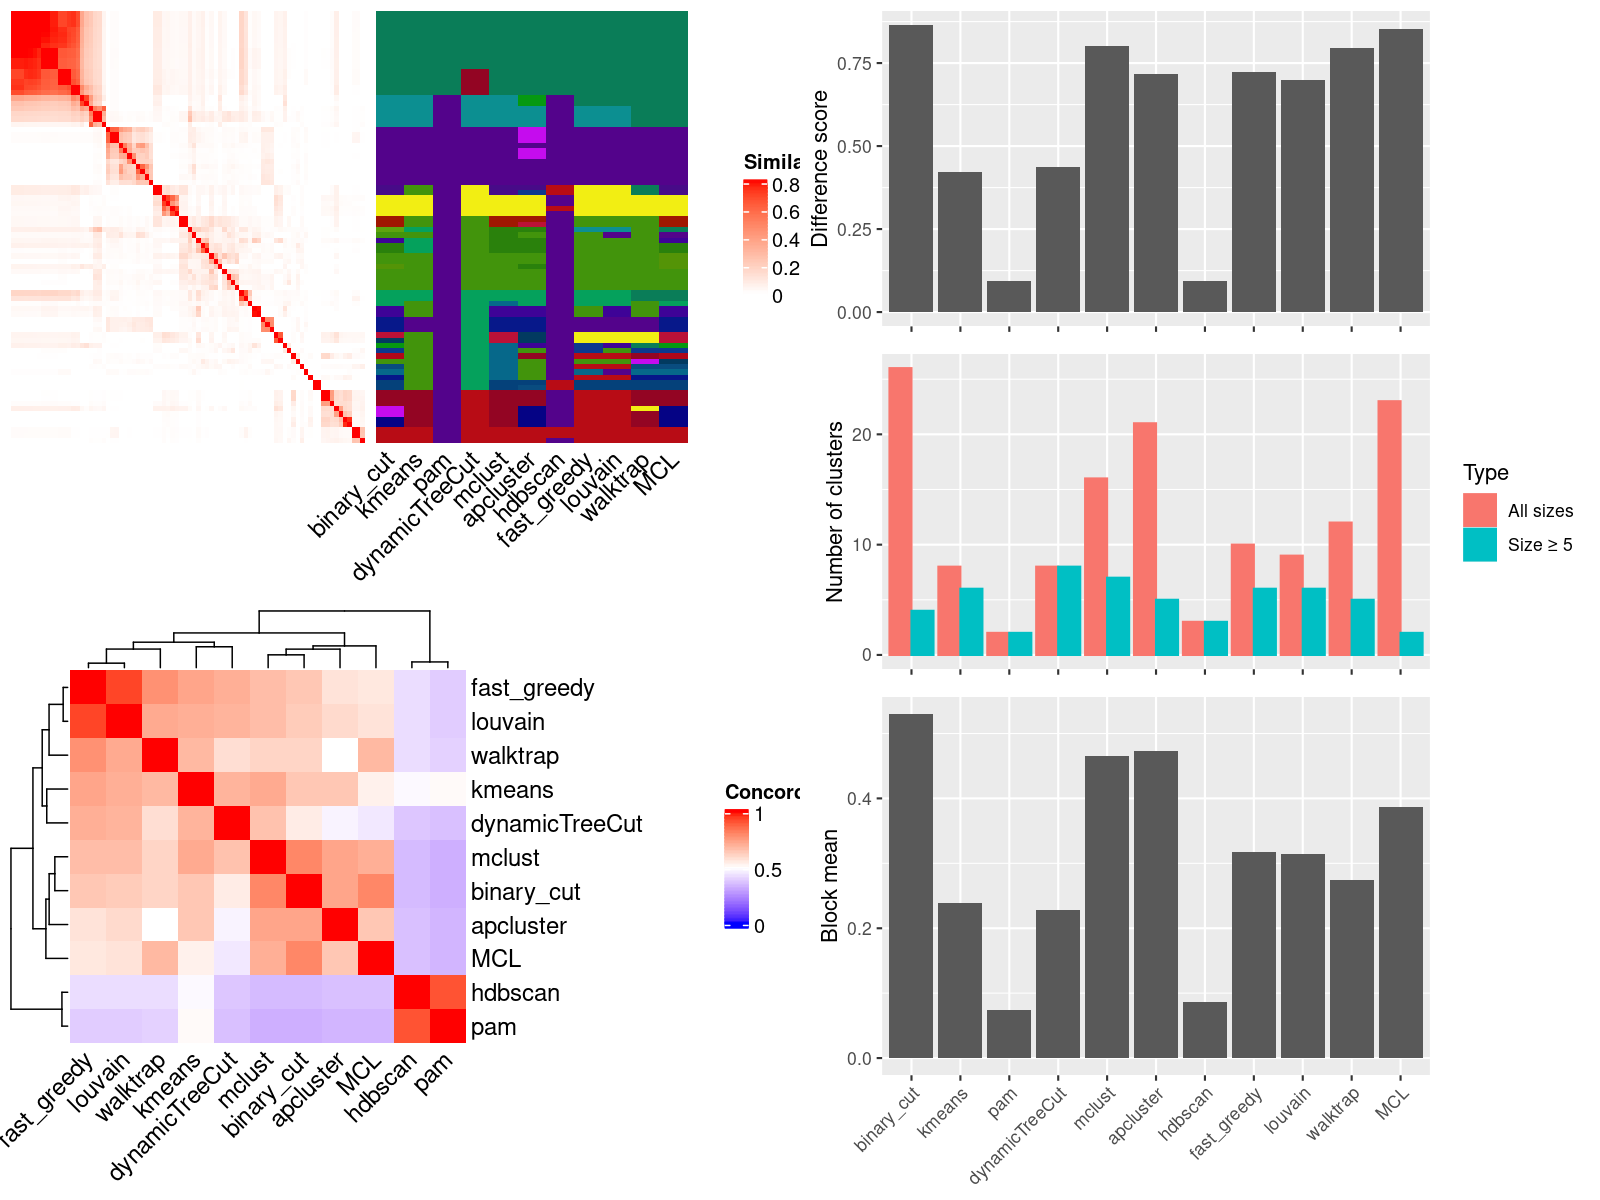 Simila
0.8
0.6
0.4
0.2
0
binary_cut
kmeans
pam
dynamicTreeCut
mclust
apcluster
hdbscan
fast_greedy
louvain
walktrap
MCL
fast_greedy
louvain
walktrap
kmeans
dynamicTreeCut
mclust
binary_cut
apcluster
MCL
hdbscan
pam
fast_greedy
louvain
walktrap
kmeans
dynamicTreeCut
mclust
binary_cut
apcluster
MCL
hdbscan
pam
Concord
1
0.5
0
Difference score
0.75
0.50
0.25
0.00
Number of clusters
20
10
0
Type
All sizes
Size ≥ 5
Block mean
0.4
0.2
0.0
binary_cut
kmeans
pam
dynamicTreeCut
mclust
apcluster
hdbscan
fast_greedy
louvain
walktrap
MCL